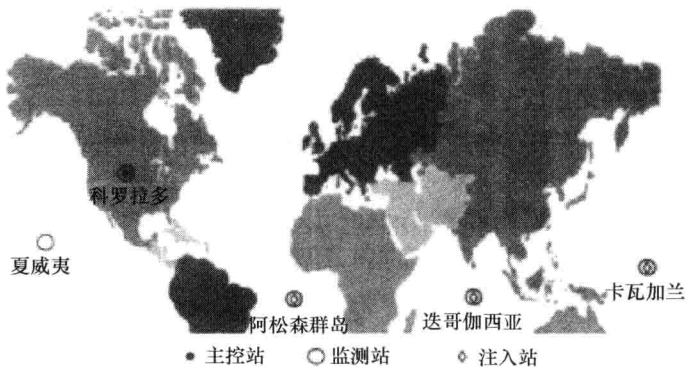 科罗拉多
夏威夷
阿松森群岛
迭哥伽西亚
卡瓦加兰
主控站 监测站 注入站